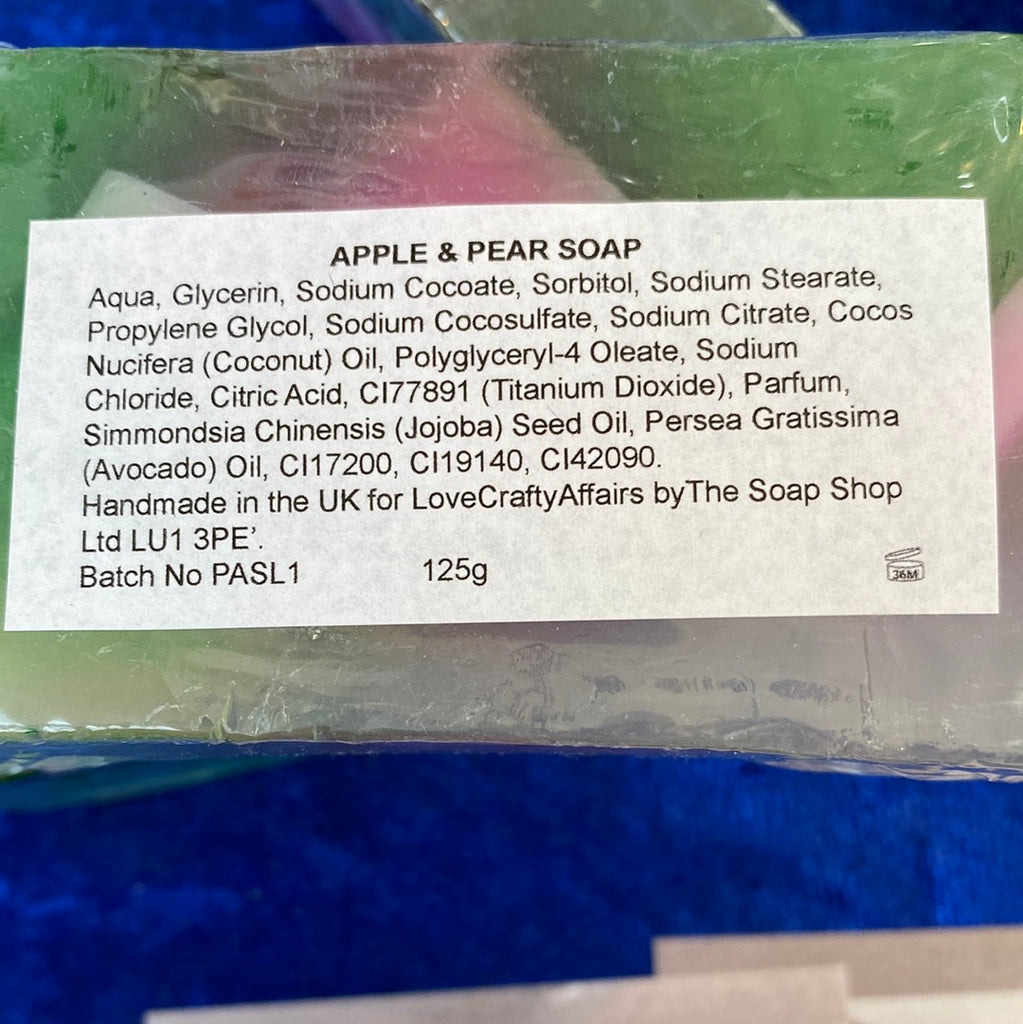 APPLE & PEAR SOAP
Aqua, Glycerin, Sodium Cocoate, Sorbitol, Sodium Stearate,
Propylene Glycol, Sodium Cocosulfate, Sodium Citrate, Cocos
Nucifera (Coconut) Oil, Polyglyceryl-4 Oleate, Sodium
Chloride, Citric Acid, CI77891 (Titanium Dioxide), Parfum,
Simmondsia Chinensis (Jojoba) Seed Oil, Persea Gratissima
(Avocado) Oil, CI17200, CI19140, CI42090.
Handmade in the UK for LoveCraftyAffairs byThe Soap Shop
Ltd LU1 3PE’.
Batch No PASL1 125g 36M